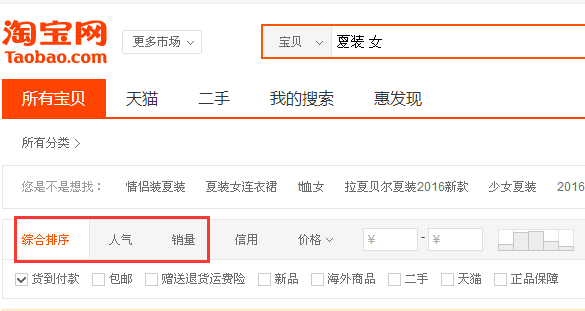 淘宝网
Taobao.com
更多市场
宝贝 夏装 女
所有宝贝 天猫 二手 我的搜索 惠发现
所有分类
您是不是想找: 情侣装夏装 夏装女连衣裙 t恤女 拉夏贝尔夏装2016新款 少女夏装 2016
综合排序 人气 销量 信用 价格 ¥ - ¥
货到付款 包邮 赠送退货运费险 新品 海外商品 二手 天猫 正品保障